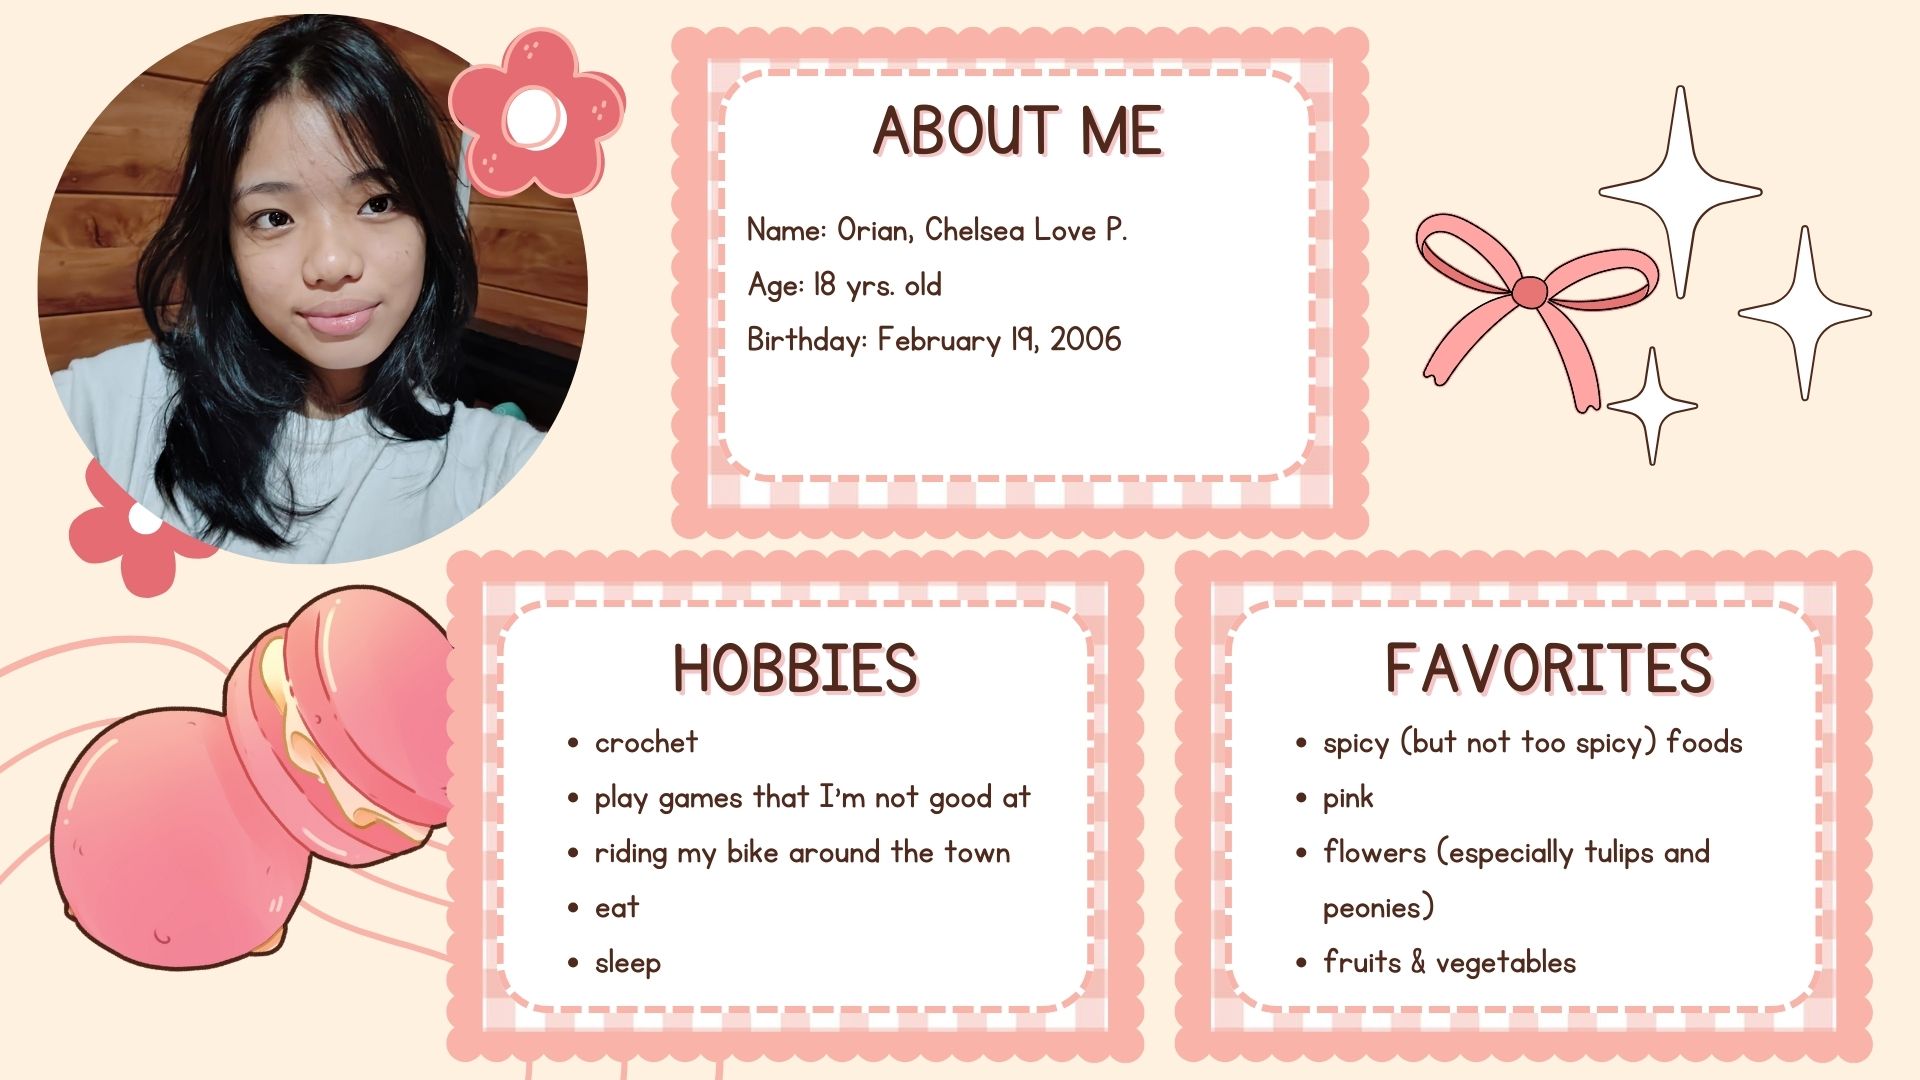 ABOUT ME
Name: Orian, Chelsea Love P.
Age: 18 yrs. old
Birthday: February 19, 2006
HOBBIES
• crochet
• play games that I'm not good at
• riding my bike around the town
• eat
• sleep
FAVORITES
• spicy (but not too spicy) foods
• pink
• flowers (especially tulips and
peonies)
• fruits & vegetables